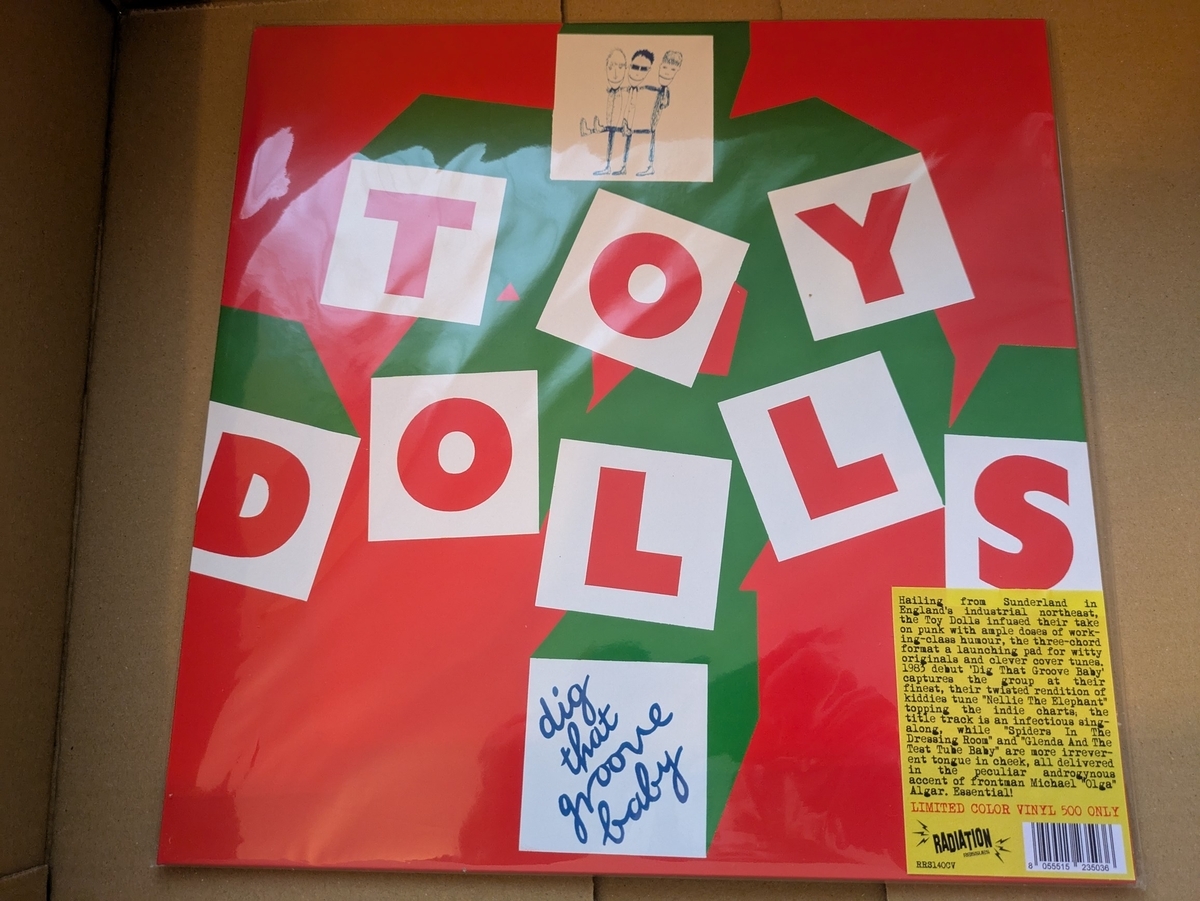 TOY
DOLLS
dig
that
groove
baby
Hailing from Sunderland in
England's industrial northeast,
the Toy Dolls infused their take
on punk with ample doses of work-
ing-class humour, the three-chord
format a launching pad for witty
originals and clever cover tunes.
1983 debut 'Dig That Groove Baby'
captures the group at their
finest, their twisted rendition of
kiddies tune "Nellie The Elephant"
topping the indie charts; the
title track is an infectious sing-
along, while "Spiders In The
Dressing Room" and "Glenda And The
Test Tube Baby" are more irrever-
ent tongue in cheek, all delivered
in the peculiar androgynous
accent of frontman Michael "Olga"
Algar. Essential!
LIMITED COLOR VINYL 500 ONLY
RADIATION
REISSUES
RRS140CV
8 055515 235036